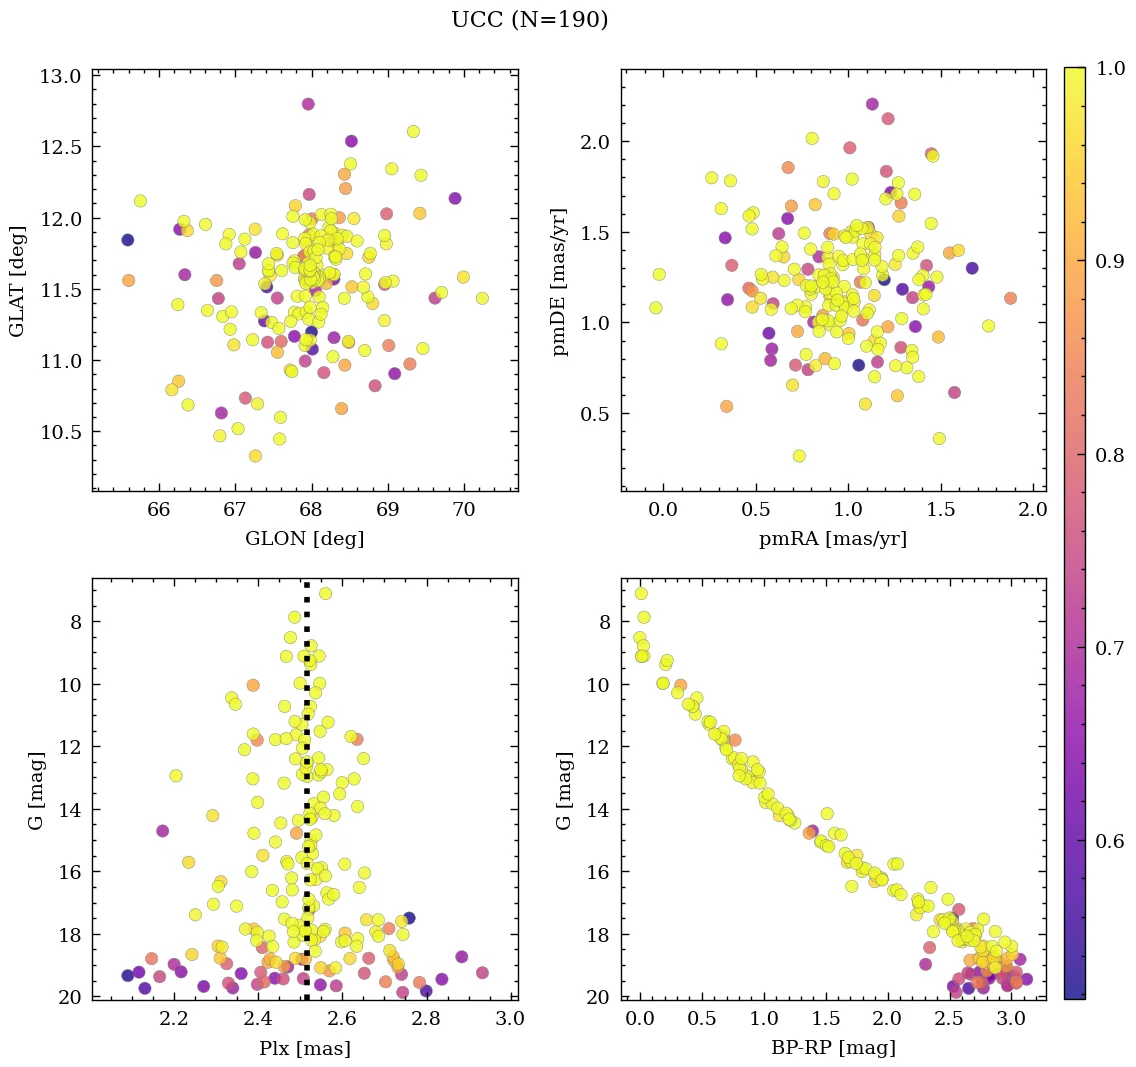 UCC (N=190)
13.0
12.5
12.0
11.5
11.0
10.5
GLAT [deg]
66 67 68 69 70
GLON [deg]
2.0
1.5
1.0
0.5
pmDE [mas/yr]
0.0 0.5 1.0 1.5 2.0
pmRA [mas/yr]
8
10
12
14
16
18
20
G [mag]
2.2 2.4 2.6 2.8 3.0
Plx [mas]
8
10
12
14
16
18
20
G [mag]
0.0 0.5 1.0 1.5 2.0 2.5 3.0
BP-RP [mag]
1.0
0.9
0.8
0.7
0.6